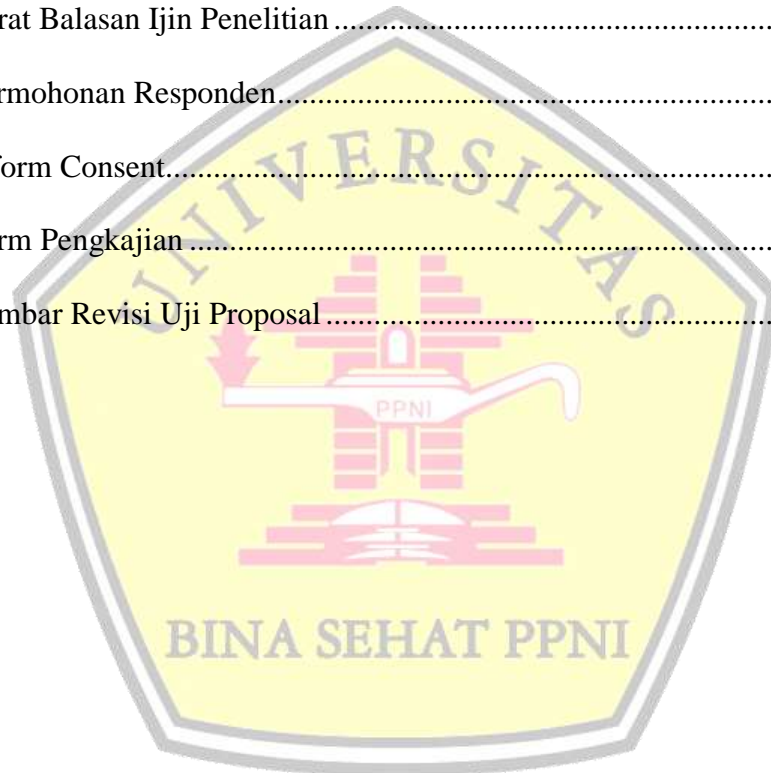 rat Balasan Ijin Penelitian ......................................................
rmohonan Responden..............................................................
form Consent............................................................................
rm Pengkajian .........................................................................
mbar Revisi Uji Proposal .......................................................
UNIVERSITAS
PPNI
BINA SEHAT PPNI